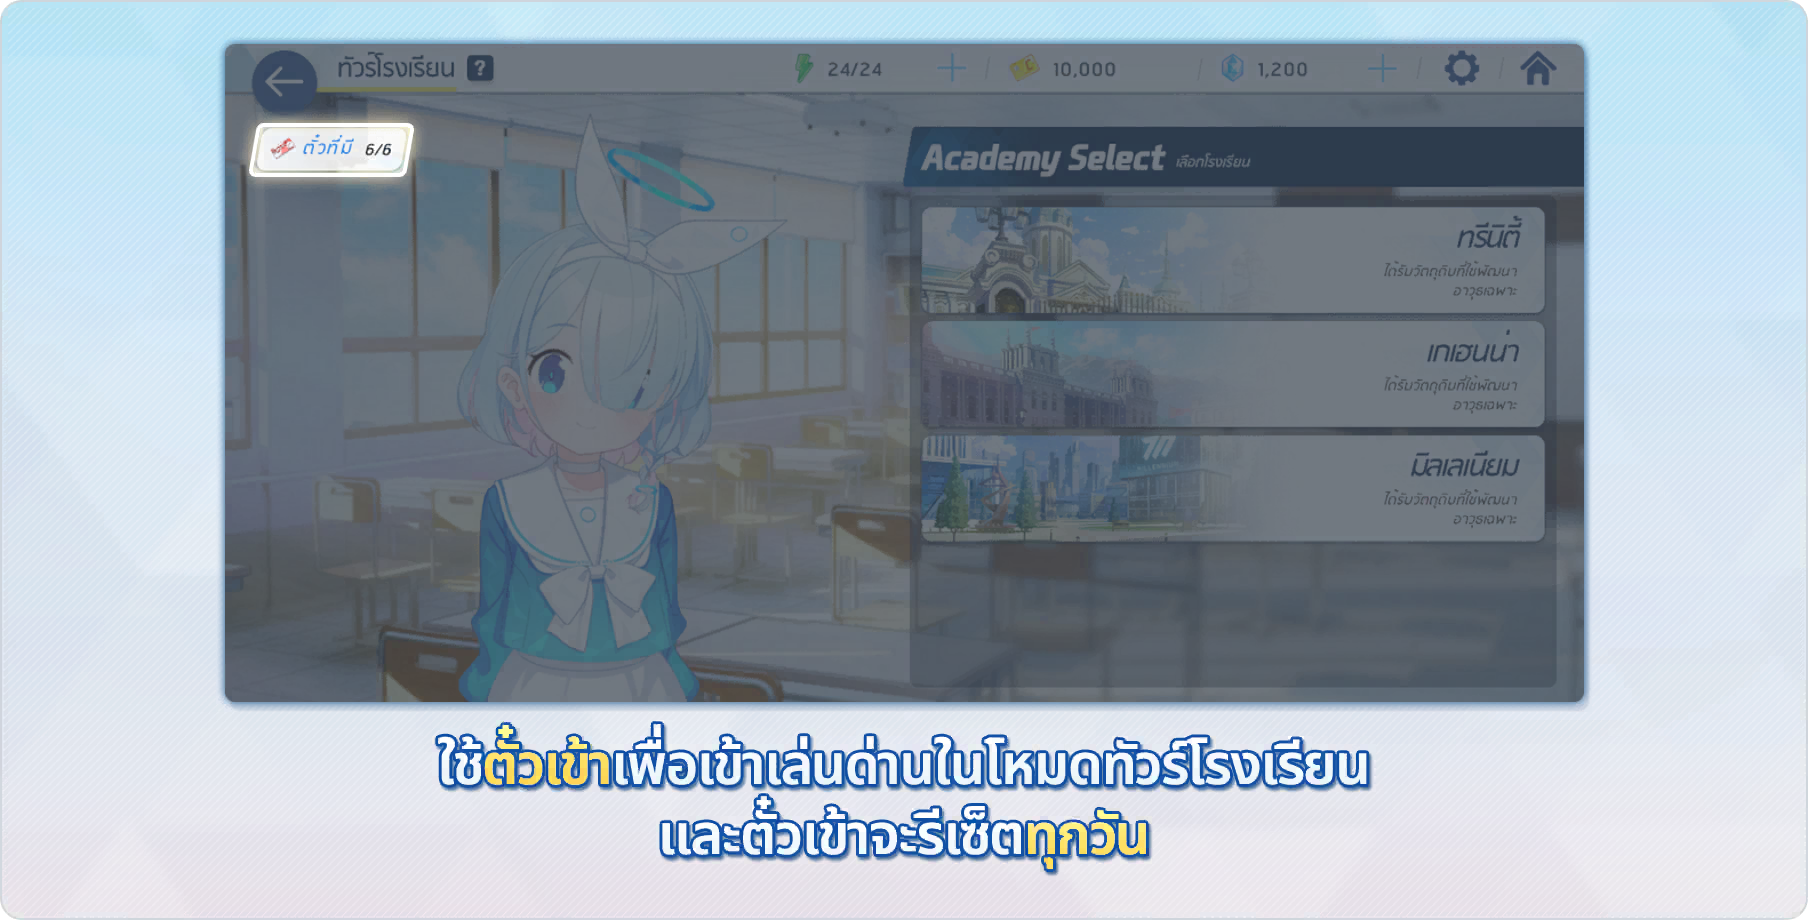 ทัวร์โรงเรียน ?
24/24
10,000
1,200
ตั๋วที่มี 6/6
Academy Select เลือกโรงเรียน
ทรีนิตี้
ได้รับวัตถุดิบที่ใช้พัฒนา
อาวุธเฉพาะ
เกเฮนน่า
ได้รับวัตถุดิบที่ใช้พัฒนา
อาวุธเฉพาะ
มิลเลเนียม
ได้รับวัตถุดิบที่ใช้พัฒนา
อาวุธเฉพาะ
ใช้ตั๋วเข้าเพื่อเข้าเล่นด่านในโหมดทัวร์โรงเรียน
และตั๋วเข้าจะรีเซ็ตทุกวัน